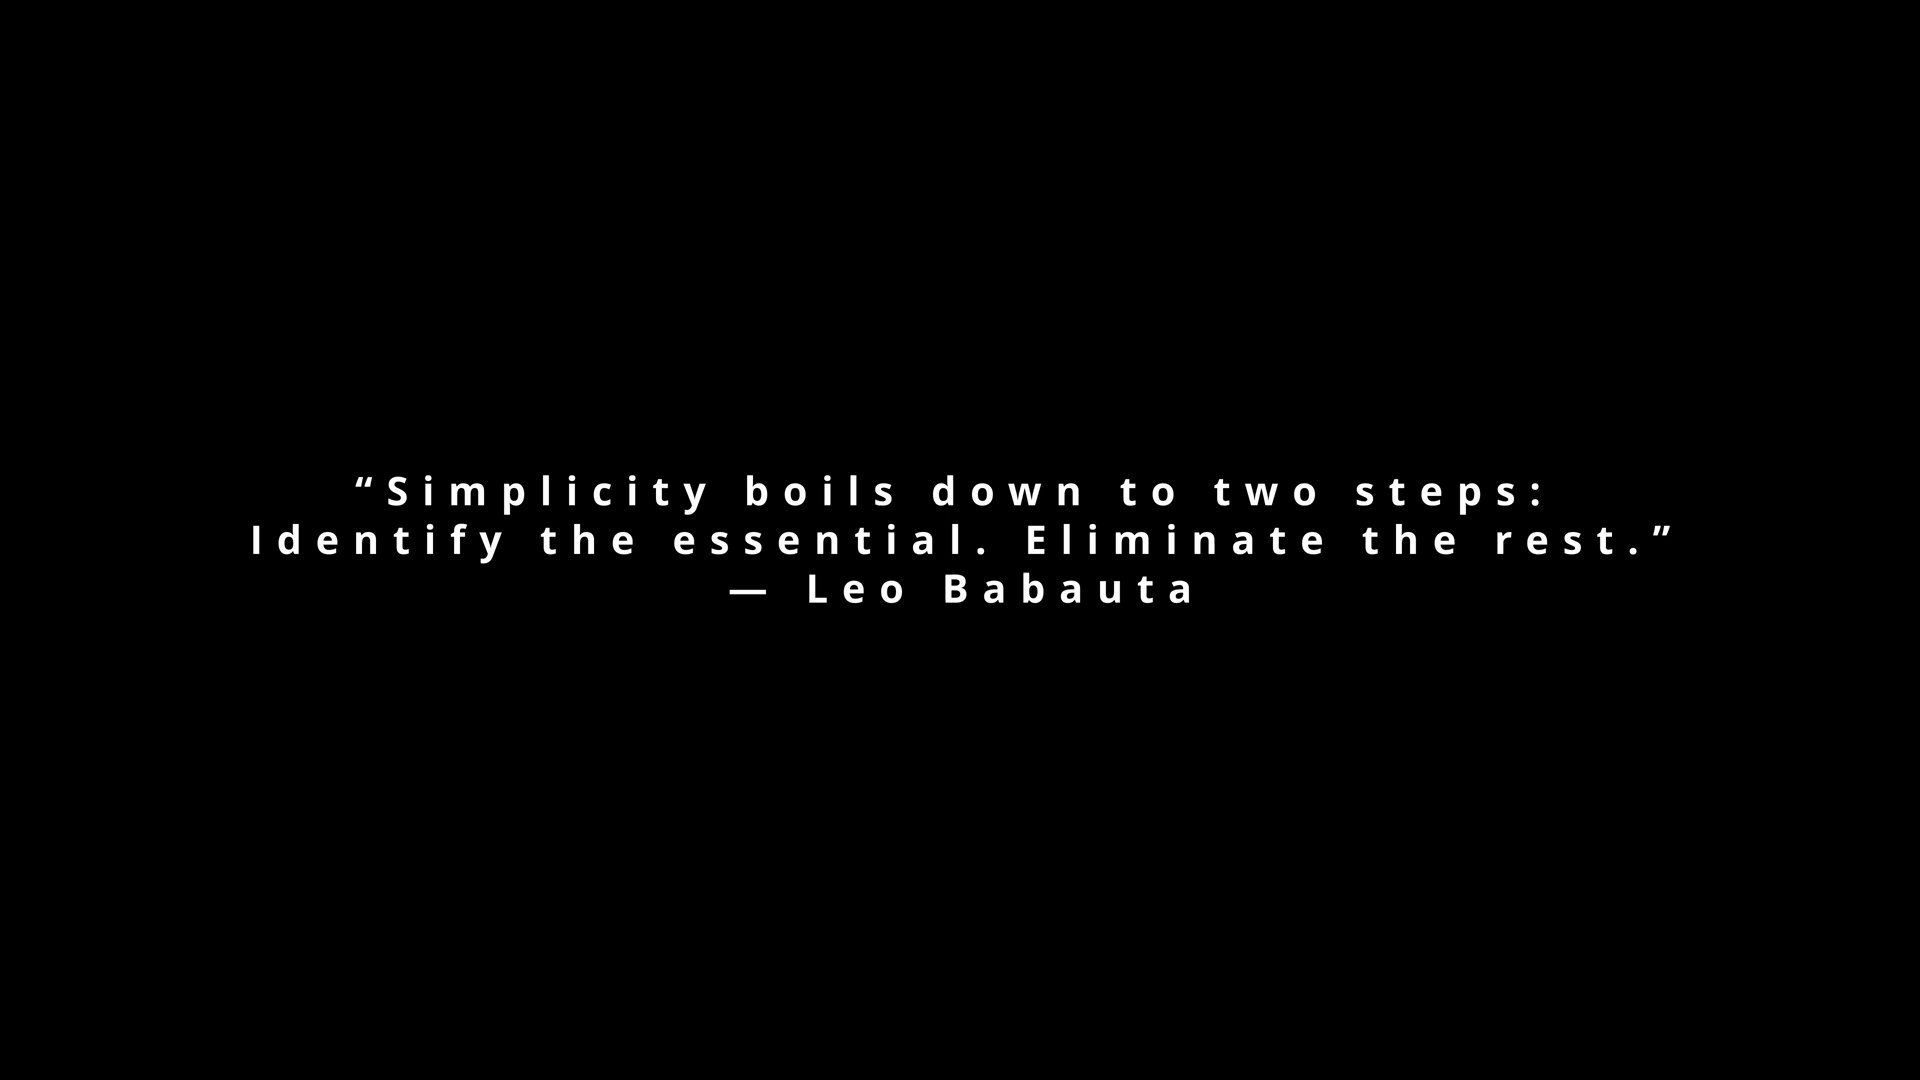 “Simplicity boils down to two steps:
Identify the essential. Eliminate the rest.”
— Leo Babauta